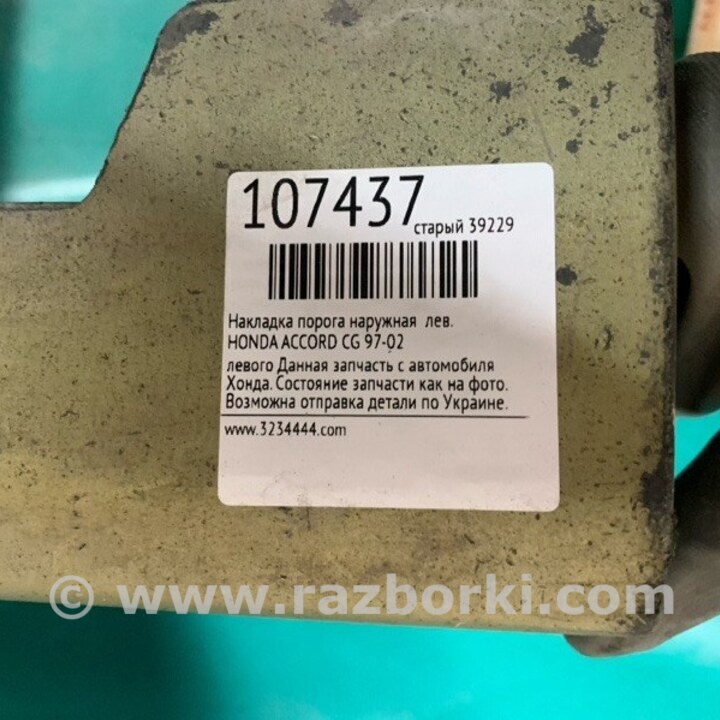 107437
старый 39229
Накладка порога наружная лев.
HONDA ACCORD CG 97-02
левого Данная запчасть с автомобиля
Хонда. Состояние запчасти как на фото.
Возможна отправка детали по Украине.
www.3234444.com
© www.razborki.com